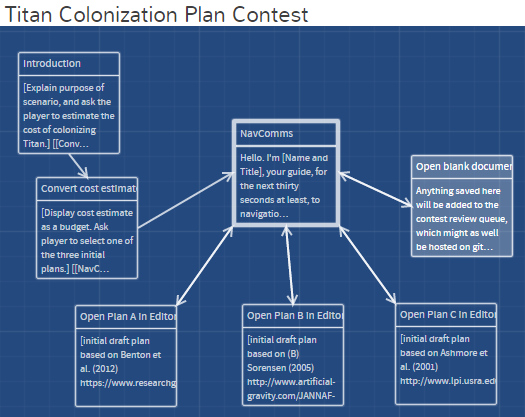 Titan Colonization Plan Contest
Introduction
[Explain purpose of
scenario, and ask the
player to estimate the
cost of colonizing
Titan.] [[Conv...
Convert cost estimat
[Display cost estimate
as a budget. Ask
player to select one of
the three initial
plans.] [[NavC...
NavComms
Hello. I'm [Name and
Title], your guide, for
the next thirty
seconds at least, to
navigatio...
Open blank documen
Anything saved here
will be added to the
contest review queue,
which might as well
be hosted on git...
Open Plan A In Editor
[initial draft plan
based on Benton et
al. (2012)
https://www.researchg
Open Plan B In Editor
[initial draft plan
based on (B)
Sorensen (2005)
http://www.artificial-
gravity.com/JANNAF-
Open Plan C In Editor
[initial draft plan
based on Ashmore et
al. (2001)
http://www.lpi.usra.ed